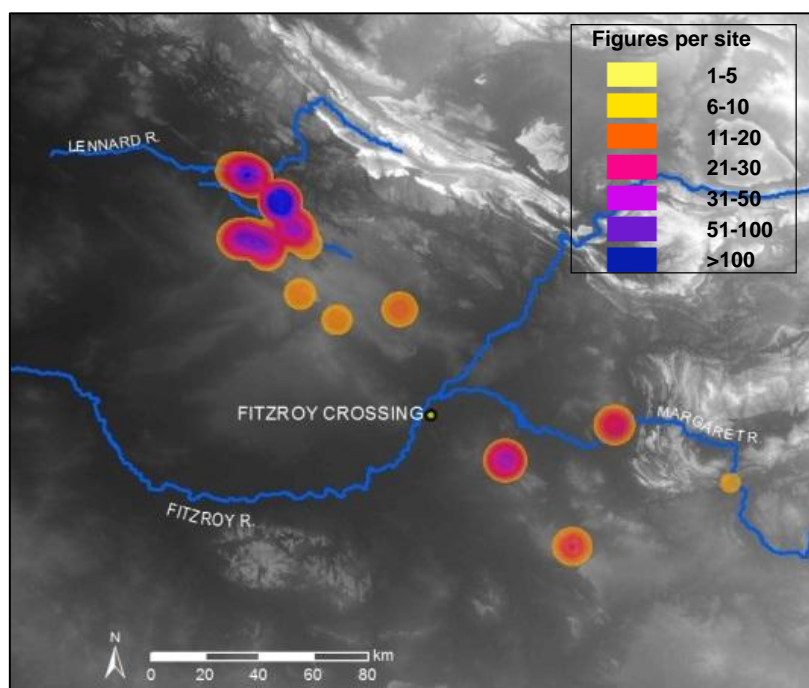 Figures per site
1-5
6-10
11-20
21-30
31-50
51-100
>100
LENNARD R.
FITZROY CROSSING
MARGARET R.
FITZROY R.
N
km
0 20 40 60 80